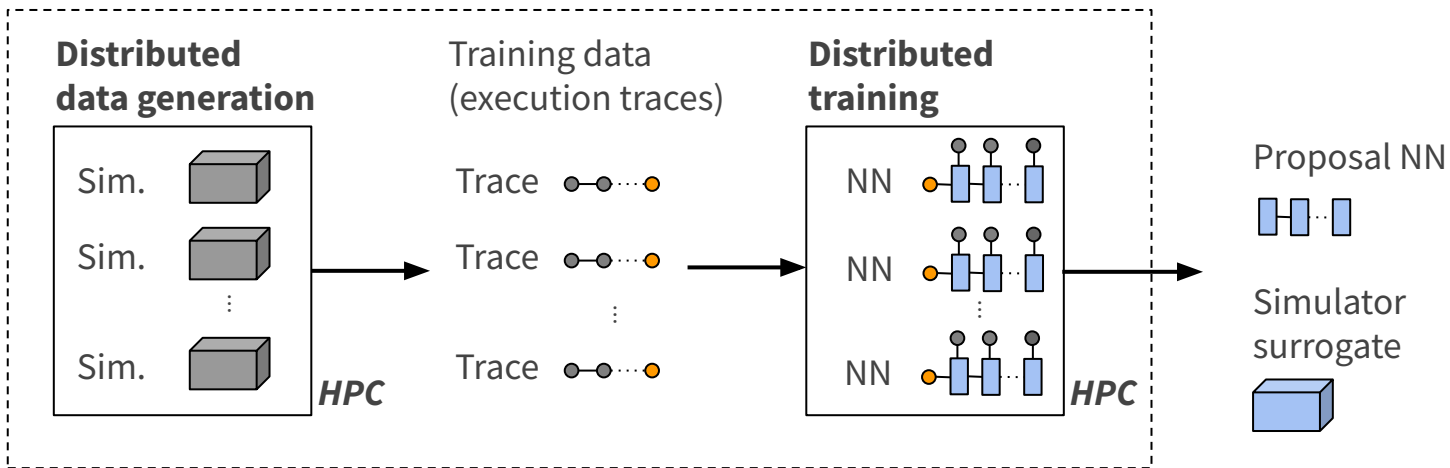 Distributed
data generation
Sim.
Sim.
Sim.
HPC
Training data
(execution traces)
Trace
Trace
Trace
Distributed
training
NN
NN
NN
HPC
Proposal NN
Simulator
surrogate